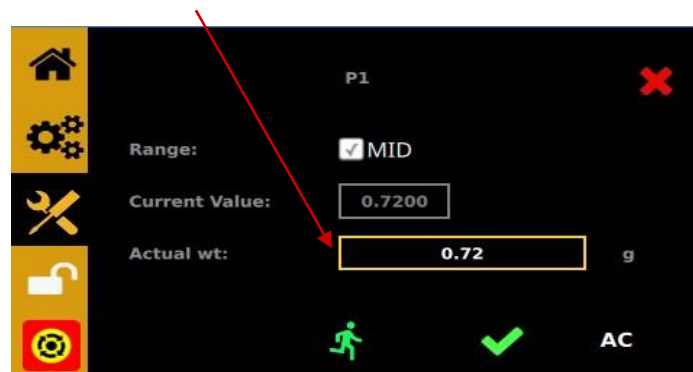 P1
Range: MID
Current Value: 0.7200
Actual wt: 0.72 g
AC